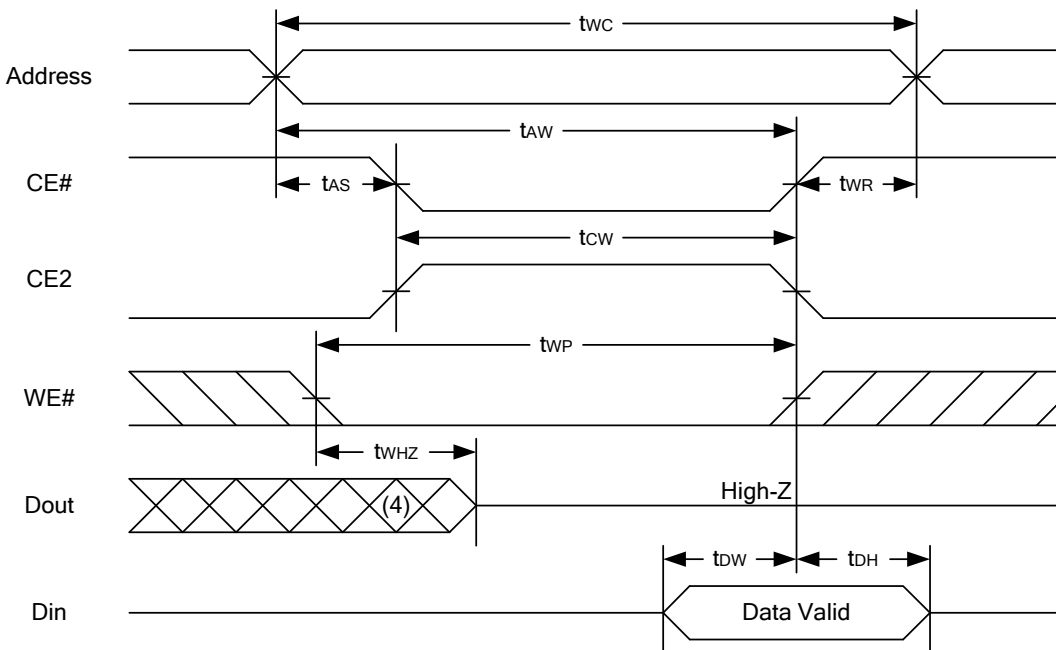 tWC
Address
tAW
CE#
tAS
tWR
tCW
CE2
tWP
WE#
tWHZ
Dout
(4)
High-Z
tDW
tDH
Din
Data Valid